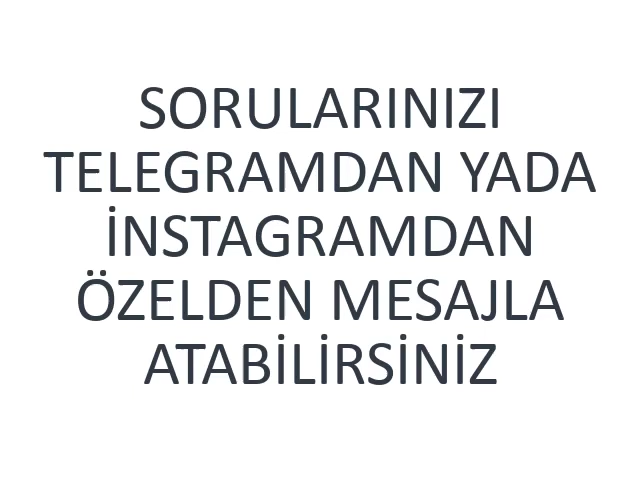 SORULARINIZI
TELEGRAMDAN YADA
İNSTAGRAMDAN
ÖZELDEN MESAJLA
ATABİLİRSİNİZ